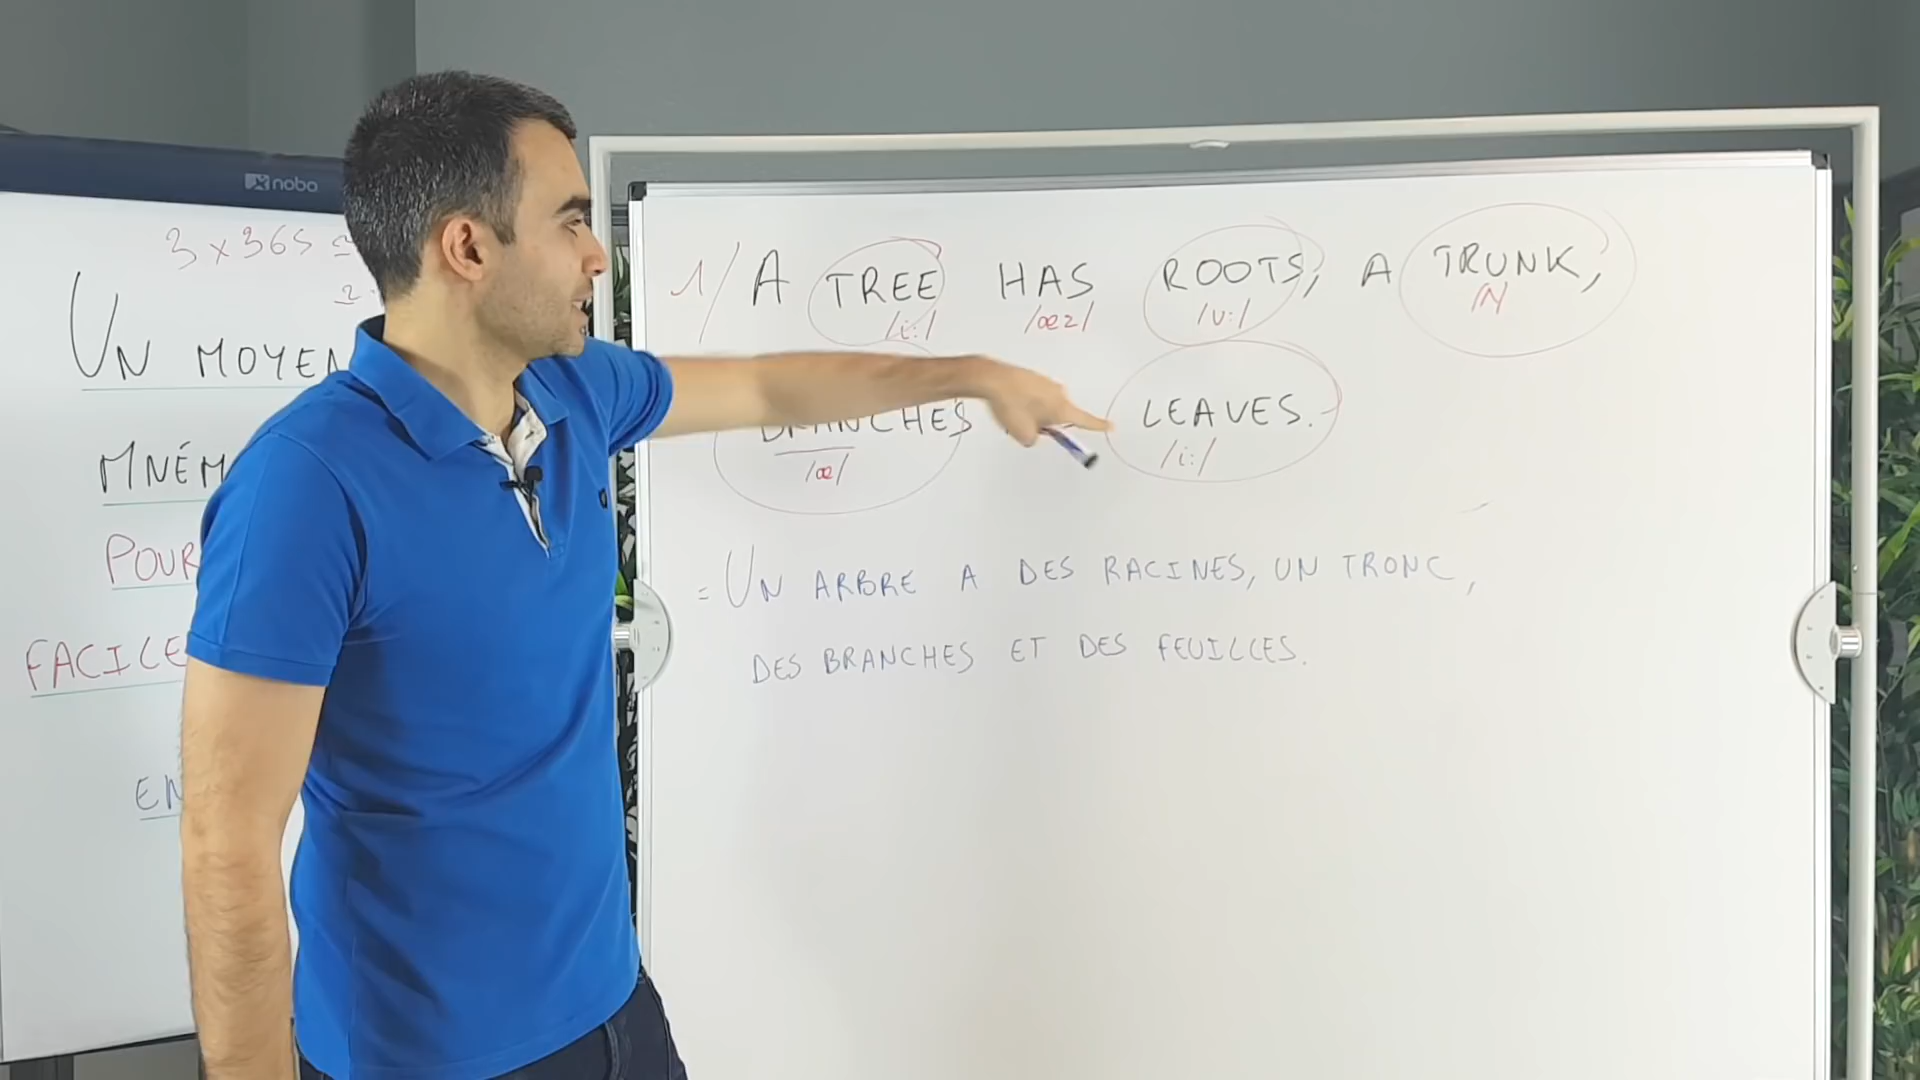 nobo
3 x 365
2
UN MOYEN
MNÉM
POUR
FACILE
EN
1/ A TREE HAS ROOTS, A TRUNK,
/i:/ /æz/ /u:/ /ʌ/
BRANCHES LEAVES.
/æ/ /i:/
= UN ARBRE A DES RACINES, UN TRONC,
DES BRANCHES ET DES FEUILLES.